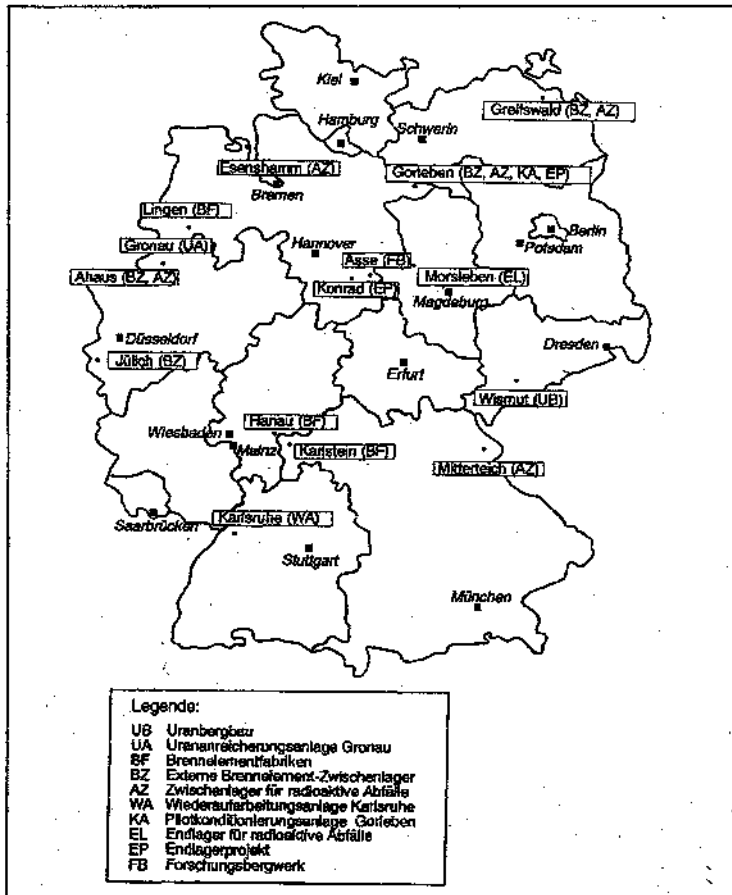 Kiel
Greifswald (BZ, AZ)
Hamburg
Schwerin
Esenshamm (AZ)
Gorleben (BZ, AZ, KA, EP)
Bremen
Lingen (BF)
Berlin
Gronau (UA)
Hannover
Potsdam
Asse (FB)
Ahaus (BZ, AZ)
Morsleben (EL)
Konrad (EP)
Magdeburg
Düsseldorf
Dresden
Jülich (BZ)
Erfurt
Wismut (UB)
Hanau (BF)
Wiesbaden
Mainz
Karlstein (BF)
Mitterteich (AZ)
Saarbrücken
Karlsruhe (WA)
Stuttgart
München
Legende:
UB Uranbergbau
UA Urananreicherungsanlage Gronau
BF Brennelementfabriken
BZ Externe Brennelement-Zwischenlager
AZ Zwischenlager für radioaktive Abfälle
WA Wiederaufarbeitungsanlage Karlsruhe
KA Pilotkonditionierungsanlage Gorleben
EL Endlager für radioaktive Abfälle
EP Endlagerprojekt
FB Forschungsbergwerk